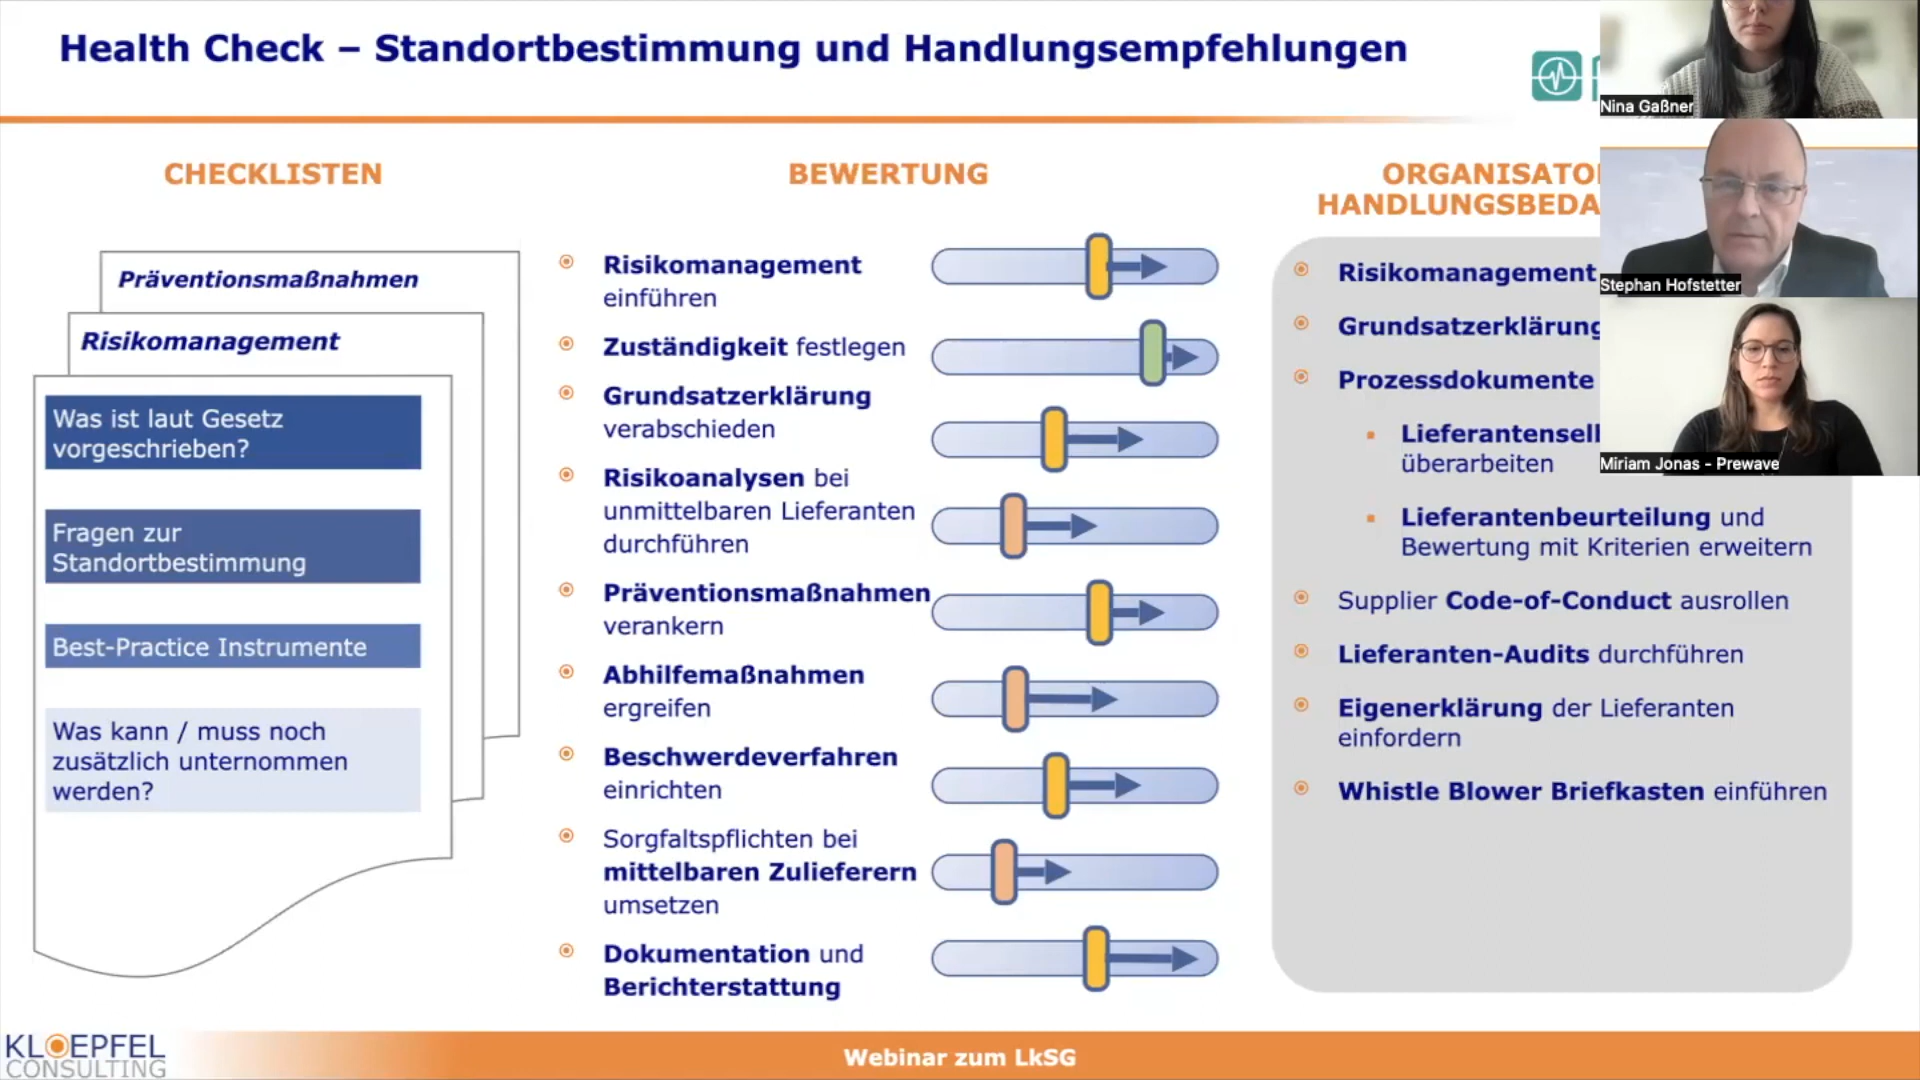 Health Check – Standortbestimmung und Handlungsempfehlungen
CHECKLISTEN
Präventionsmaßnahmen
Risikomanagement
Was ist laut Gesetz
vorgeschrieben?
Fragen zur
Standortbestimmung
Best-Practice Instrumente
Was kann / muss noch
zusätzlich unternommen
werden?
BEWERTUNG
Risikomanagement
einführen
Zuständigkeit festlegen
Grundsatzerklärung
verabschieden
Risikoanalysen bei
unmittelbaren Lieferanten
durchführen
Präventionsmaßnahmen
verankern
Abhilfemaßnahmen
ergreifen
Beschwerdeverfahren
einrichten
Sorgfaltspflichten bei
mittelbaren Zulieferern
umsetzen
Dokumentation und
Berichterstattung
ORGANISATO
HANDLUNGSBEDA
Risikomanagement
Grundsatzerklärung
Prozessdokumente
Lieferantensel
überarbeiten
Lieferantenbeurteilung und
Bewertung mit Kriterien erweitern
Supplier Code-of-Conduct ausrollen
Lieferanten-Audits durchführen
Eigenerklärung der Lieferanten
einfordern
Whistle Blower Briefkasten einführen
Nina Gaßner
Stephan Hofstetter
Miriam Jonas - Prewave
KLOEPFEL
CONSULTING
Webinar zum LkSG